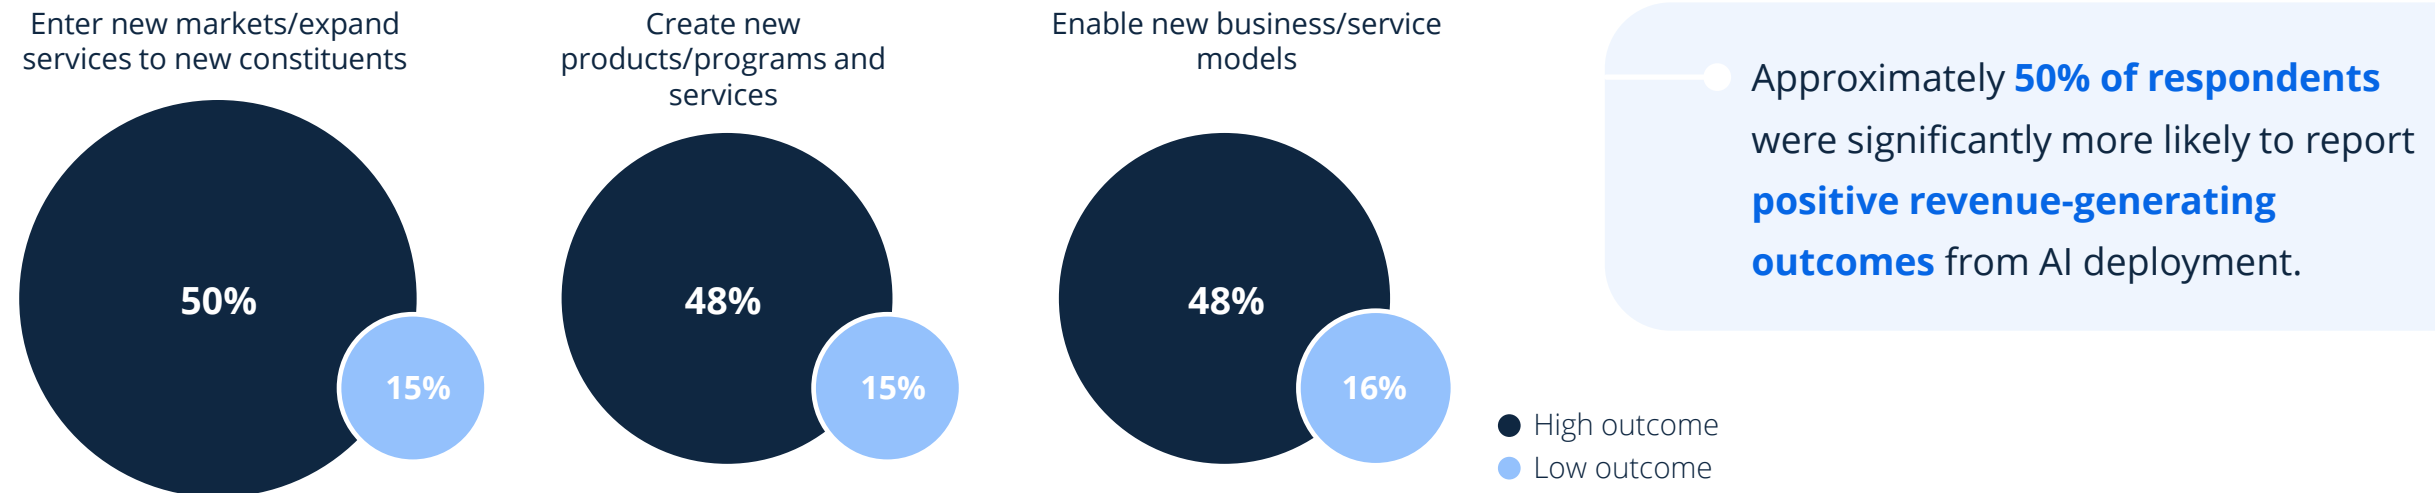 Enter new markets/expand
services to new constituents
50%
15%
Create new
products/programs and
services
48%
15%
Enable new business/service
models
48%
16%
High outcome
Low outcome
Approximately 50% of respondents
were significantly more likely to report
positive revenue-generating
outcomes from AI deployment.